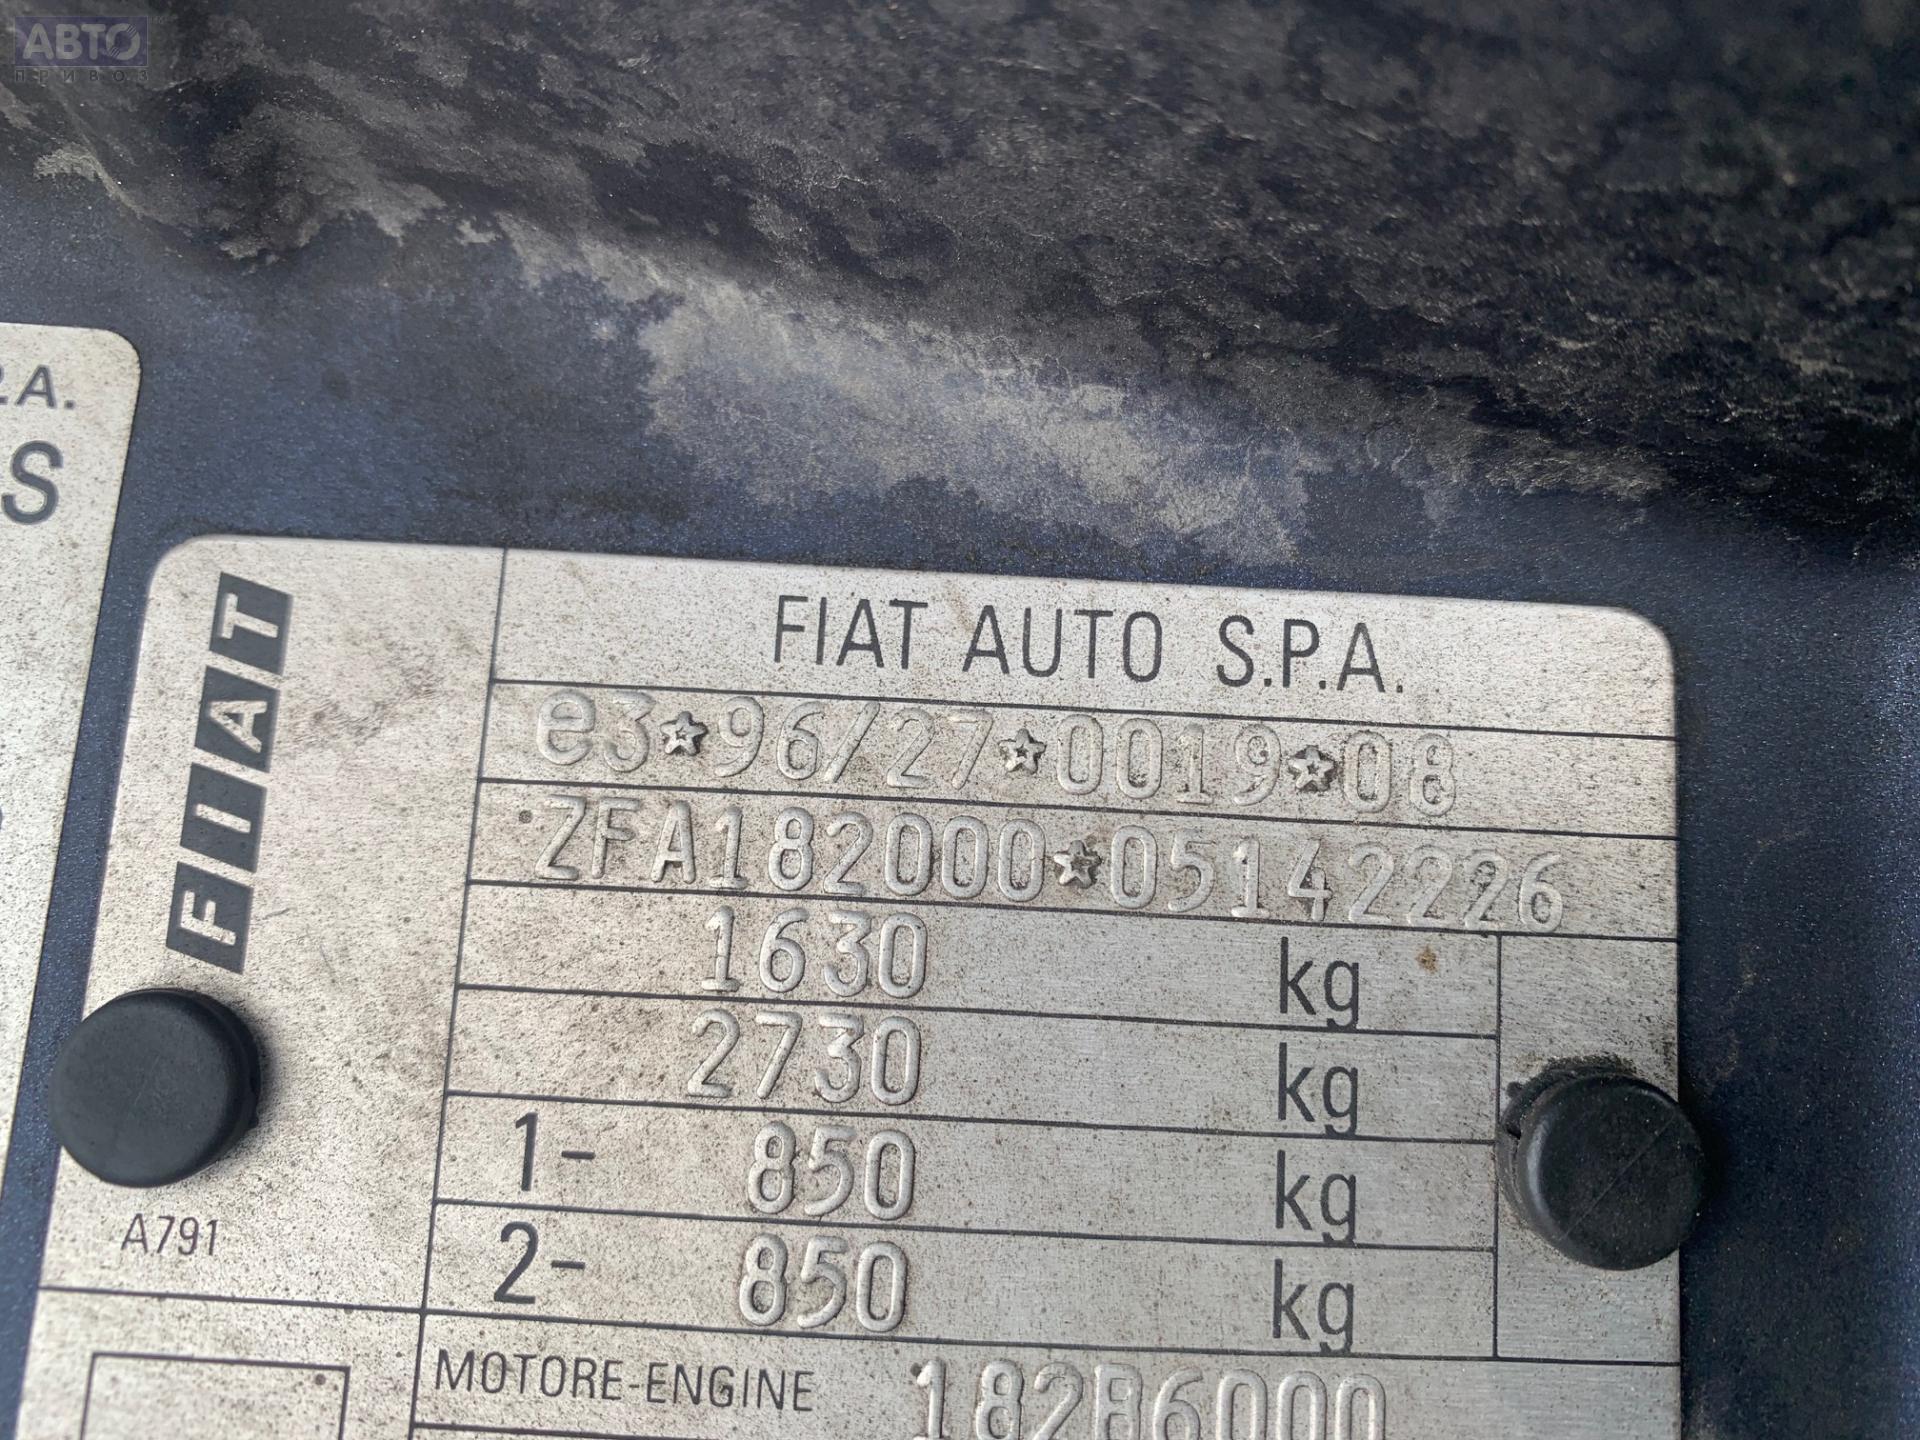 АВТО
ПРИВОЗ
P.A.
S
FIAT
FIAT AUTO S.P.A.
e3*96/27*0019*08
ZFA182000*05142226
1630 kg
2730 kg
1- 850 kg
2- 850 kg
A791
MOTORE-ENGINE 182B6000